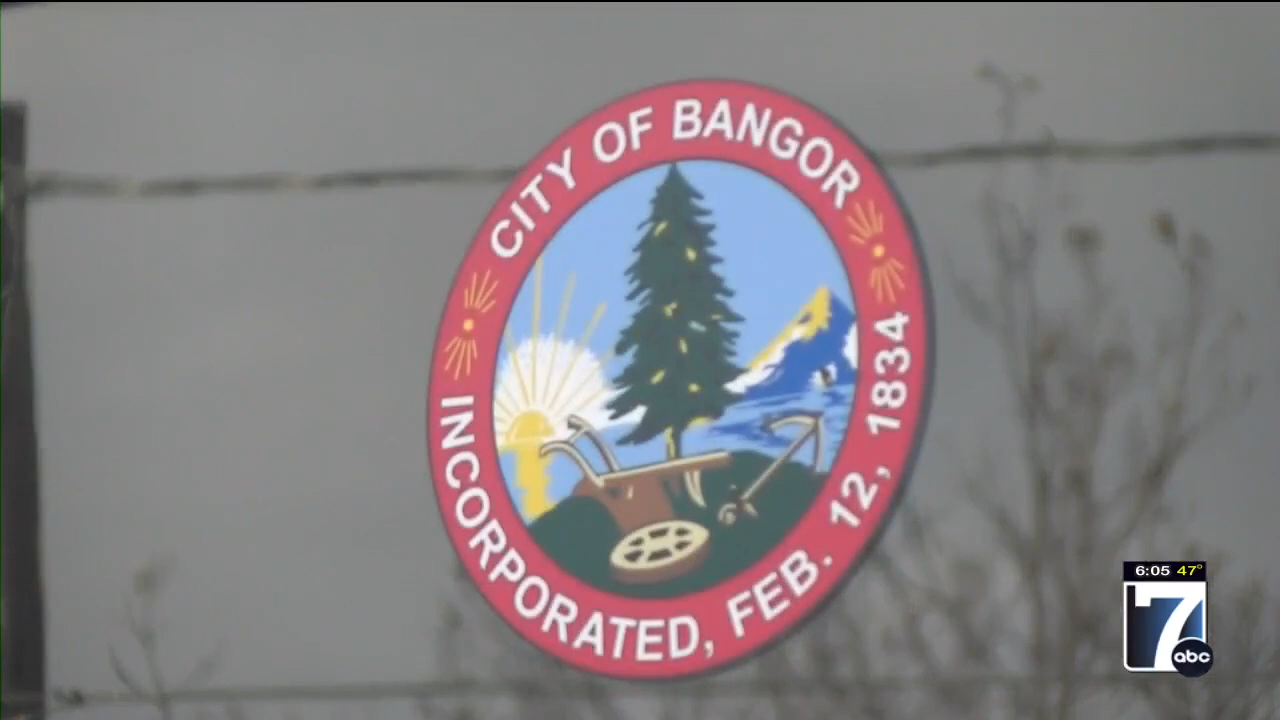 CITY OF BANGOR
INCORPORATED, FEB. 12, 1834
6:05 47°
7
abc